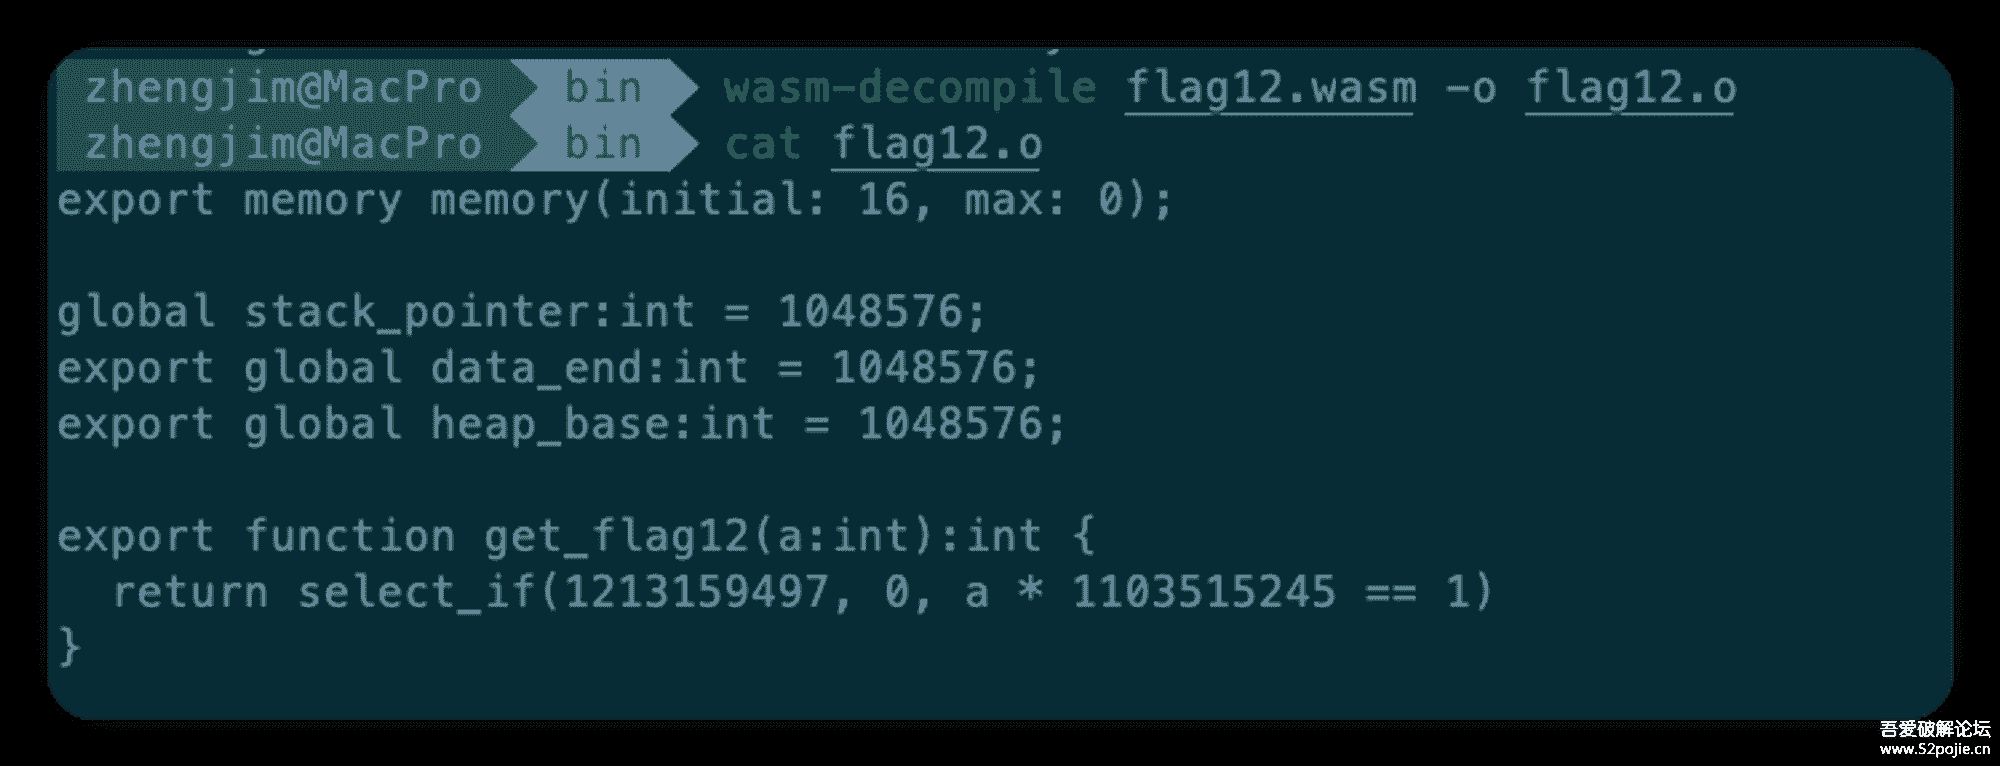 zhengjim@MacPro bin wasm-decompile flag12.wasm -o flag12.o
zhengjim@MacPro bin cat flag12.o
export memory memory(initial: 16, max: 0);
global stack_pointer:int = 1048576;
export global data_end:int = 1048576;
export global heap_base:int = 1048576;
export function get_flag12(a:int):int {
  return select_if(1213159497, 0, a * 1103515245 == 1)
}
吾爱破解论坛
www.52pojie.cn